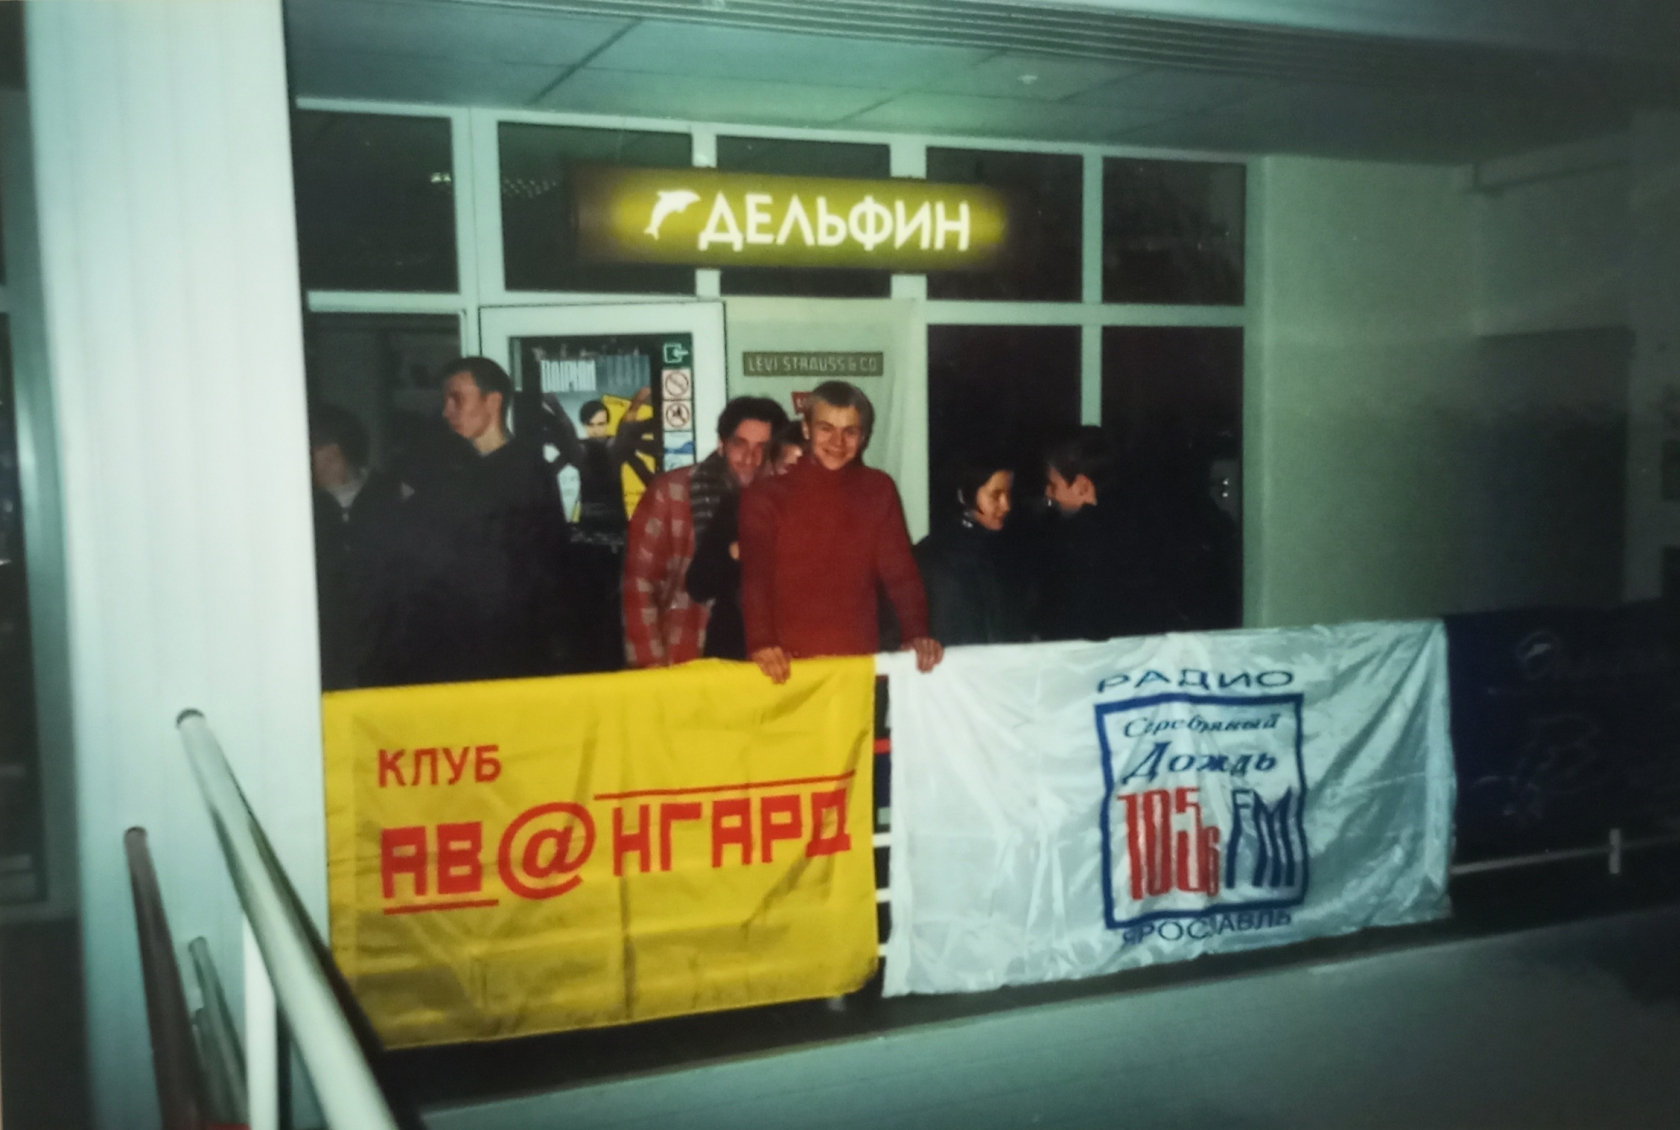 ДЕЛЬФИН
LEVI STRAUSS & CO
КЛУБ
АВ@НГАРД
РАДИО
Серебряный
Дождь
105,6 FM
ЯРОСЛАВЛЬ